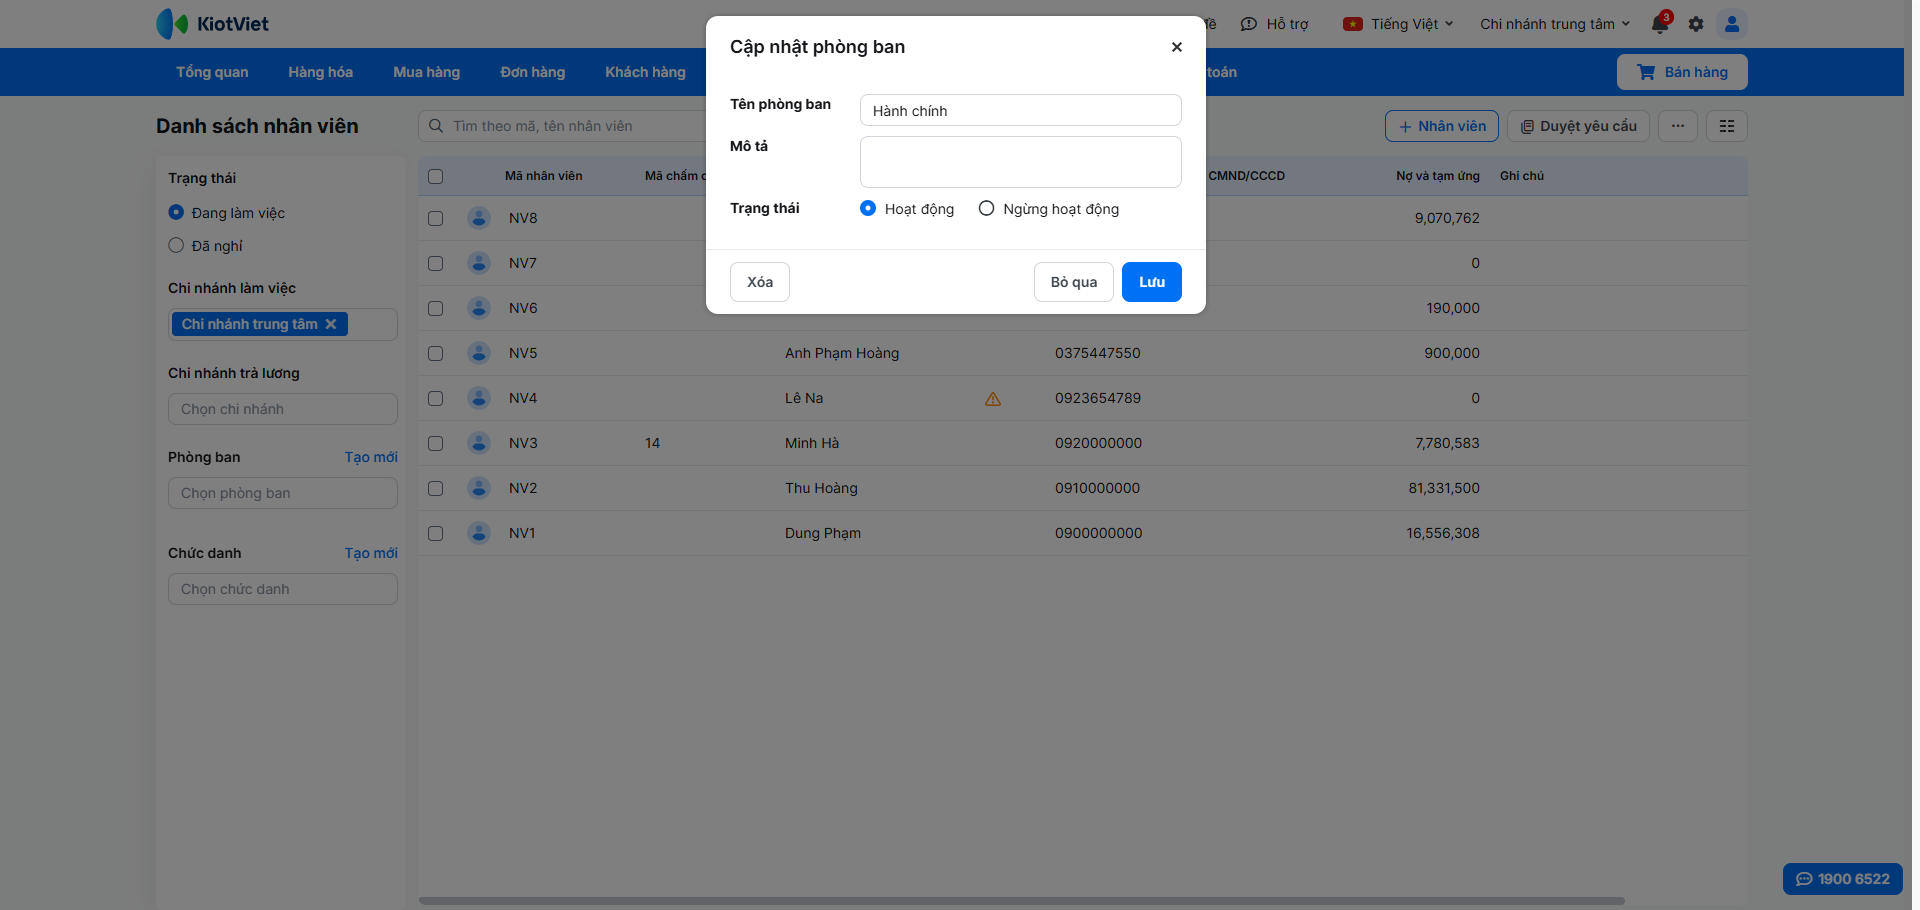 KiotViet
Hỗ trợ
Tiếng Việt
Chi nhánh trung tâm
3
Tổng quan
Hàng hóa
Mua hàng
Đơn hàng
Khách hàng
toán
Bán hàng
Cập nhật phòng ban
Tên phòng ban
Hành chính
Mô tả
Trạng thái
Hoạt động
Ngừng hoạt động
Xóa
Bỏ qua
Lưu
Danh sách nhân viên
Tìm theo mã, tên nhân viên
Nhân viên
Duyệt yêu cầu
Trạng thái
Đang làm việc
Đã nghỉ
Chi nhánh làm việc
Chi nhánh trung tâm
Chi nhánh trả lương
Chọn chi nhánh
Phòng ban Tạo mới
Chọn phòng ban
Chức danh Tạo mới
Chọn chức danh
Mã nhân viên Mã chấm CMND/CCCD Nợ và tạm ứng Ghi chú
NV8 9,070,762
NV7 0
NV6 190,000
NV5 Anh Phạm Hoàng 0375447550 900,000
NV4 Lê Na 0923654789 0
NV3 14 Minh Hà 0920000000 7,780,583
NV2 Thu Hoàng 0910000000 81,331,500
NV1 Dung Phạm 0900000000 16,556,308
1900 6522